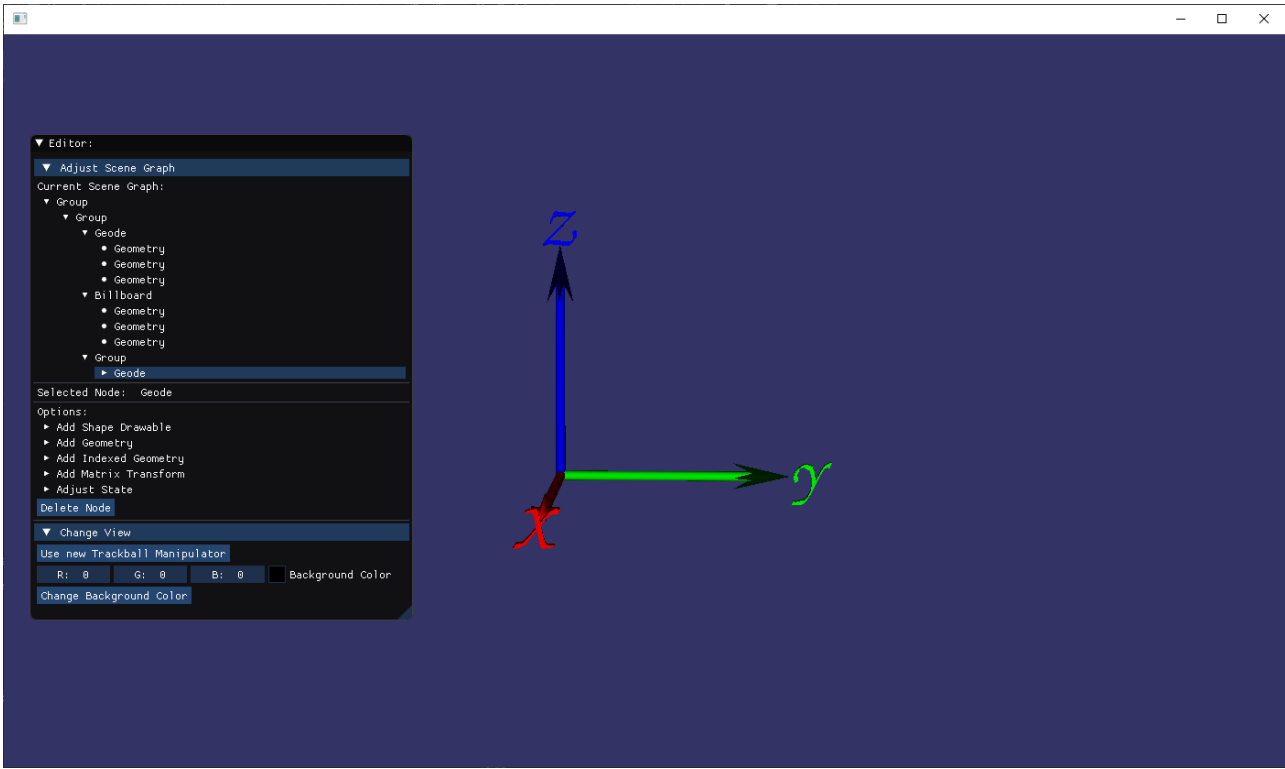 Editor:
Adjust Scene Graph
Current Scene Graph:
Group
Group
Geode
Geometry
Geometry
Geometry
Billboard
Geometry
Geometry
Geometry
Group
Geode
Selected Node: Geode
Options:
Add Shape Drawable
Add Geometry
Add Indexed Geometry
Add Matrix Transform
Adjust State
Delete Node
Change View
Use new Trackball Manipulator
R: 0 G: 0 B: 0 Background Color
Change Background Color
z
y
x